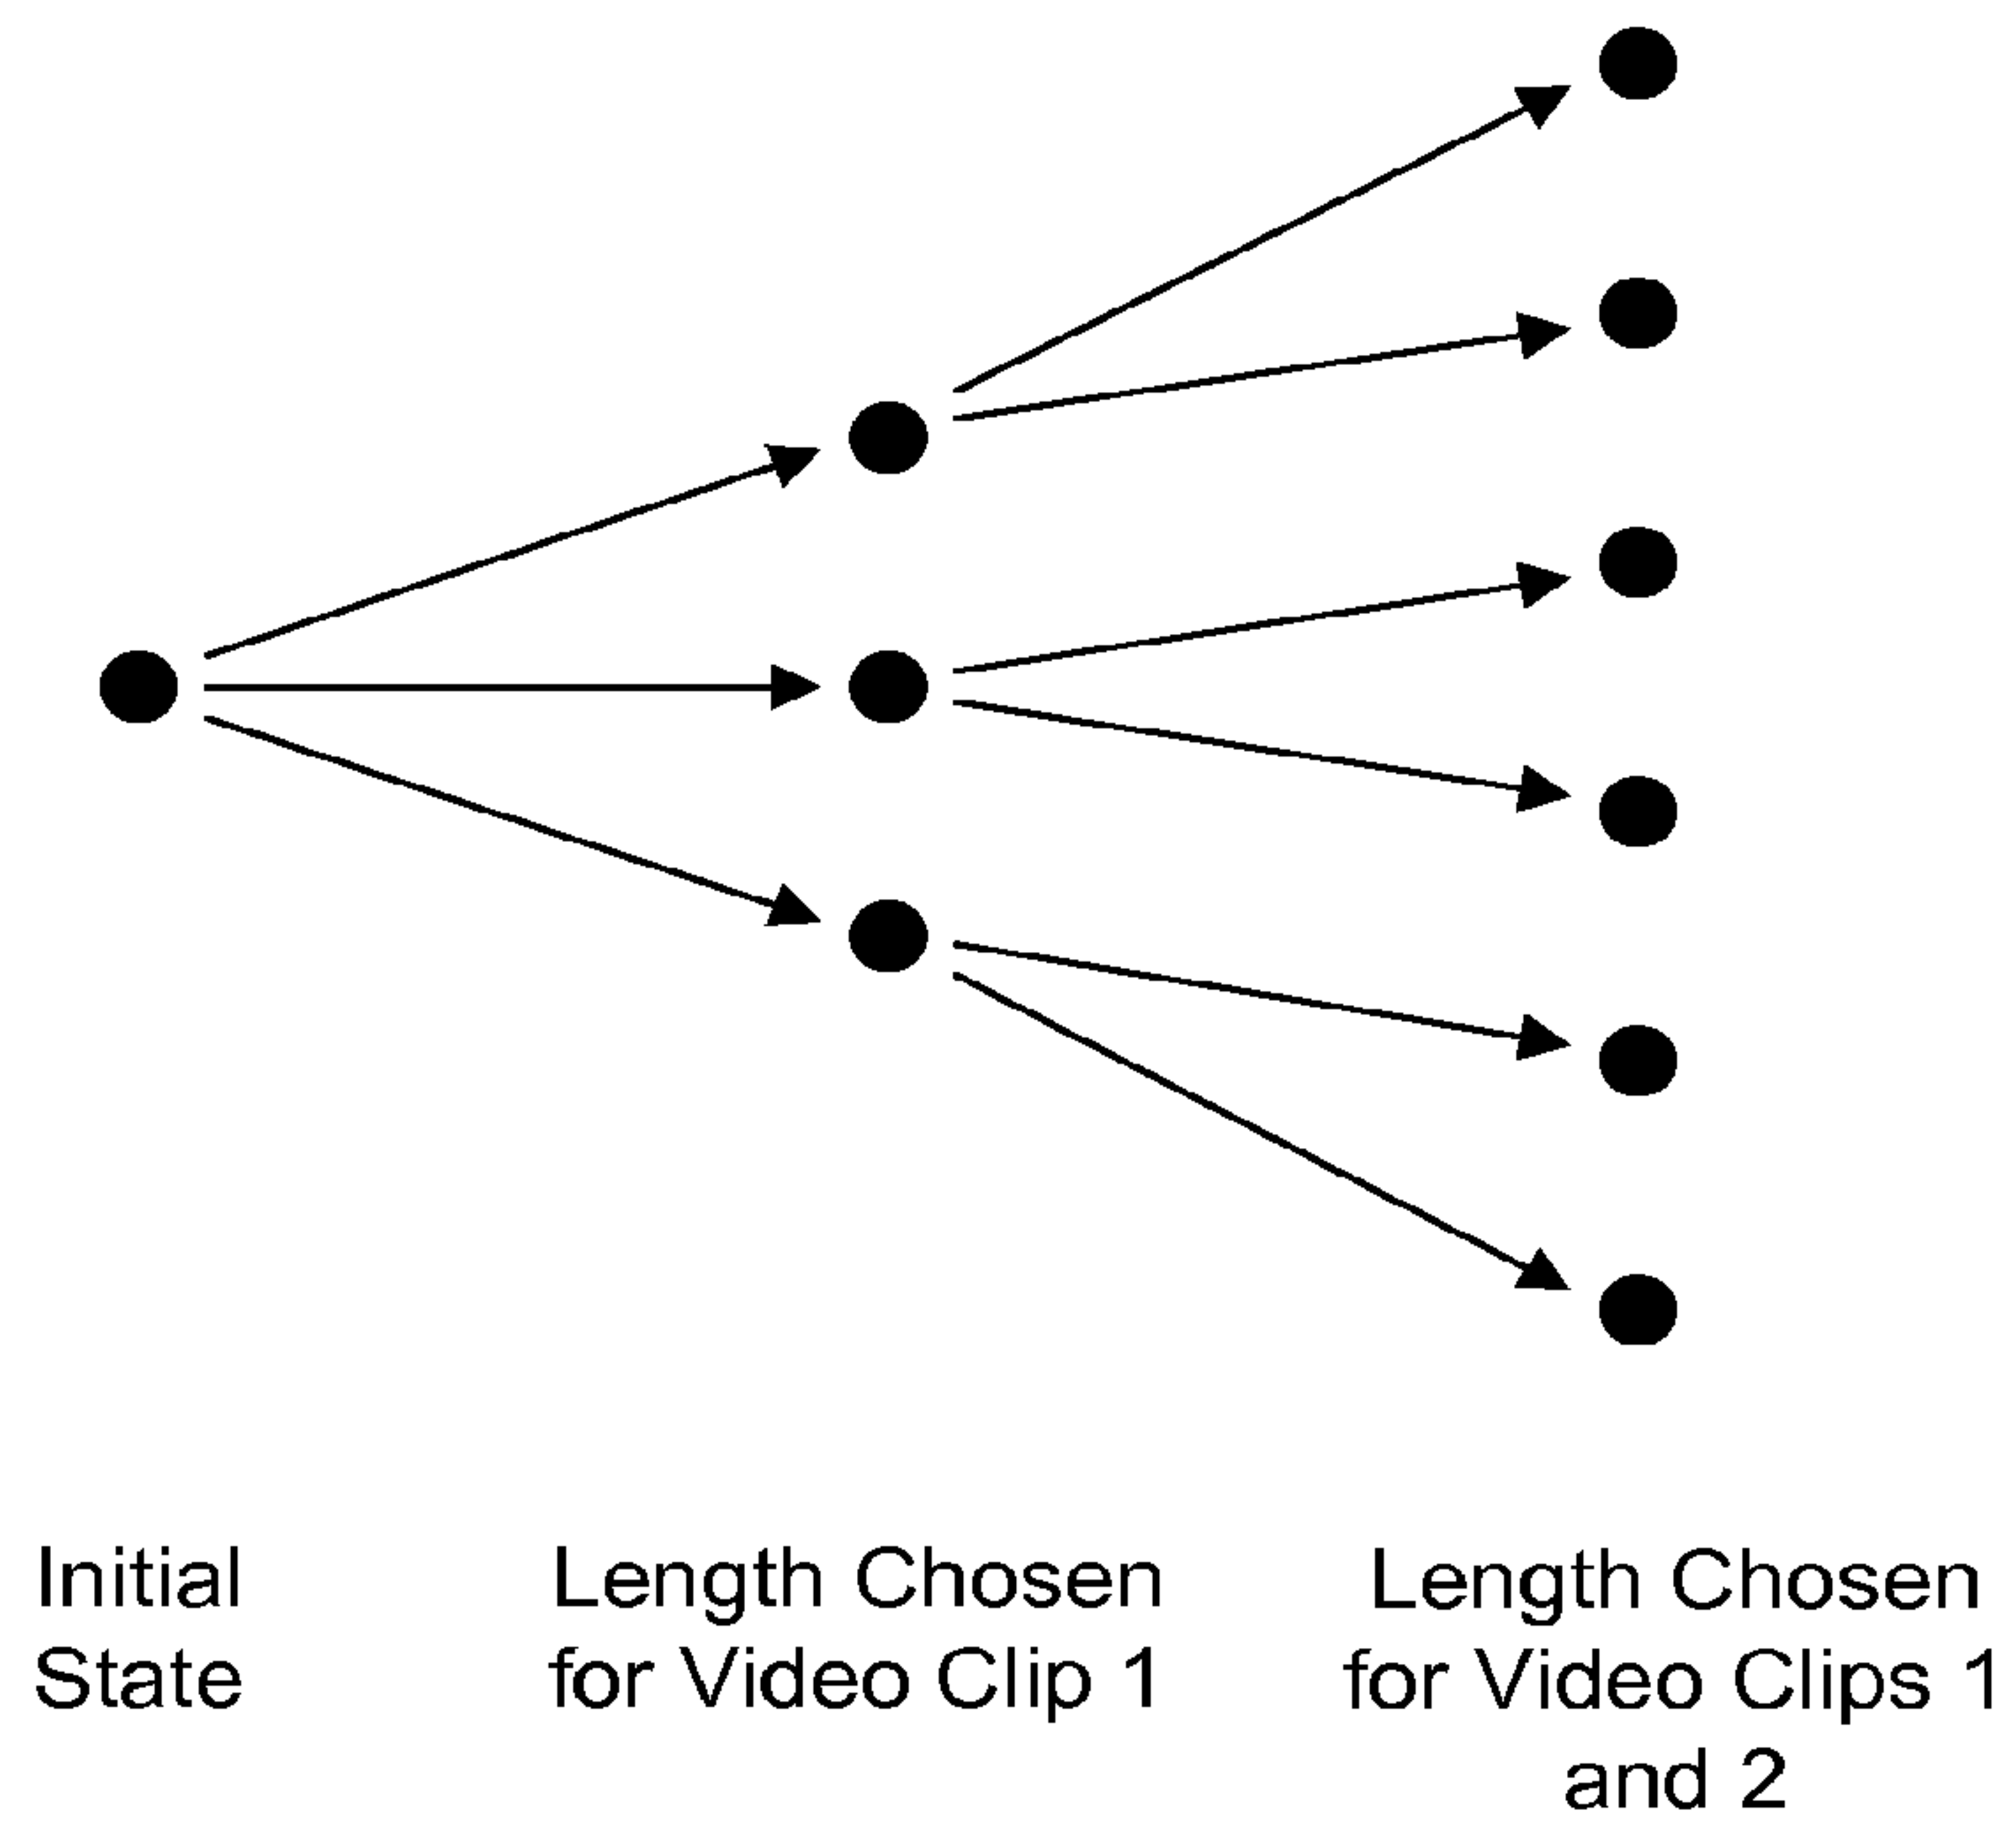 Initial
State
Length Chosen
for Video Clip 1
Length Chosen
for Video Clips 1
and 2